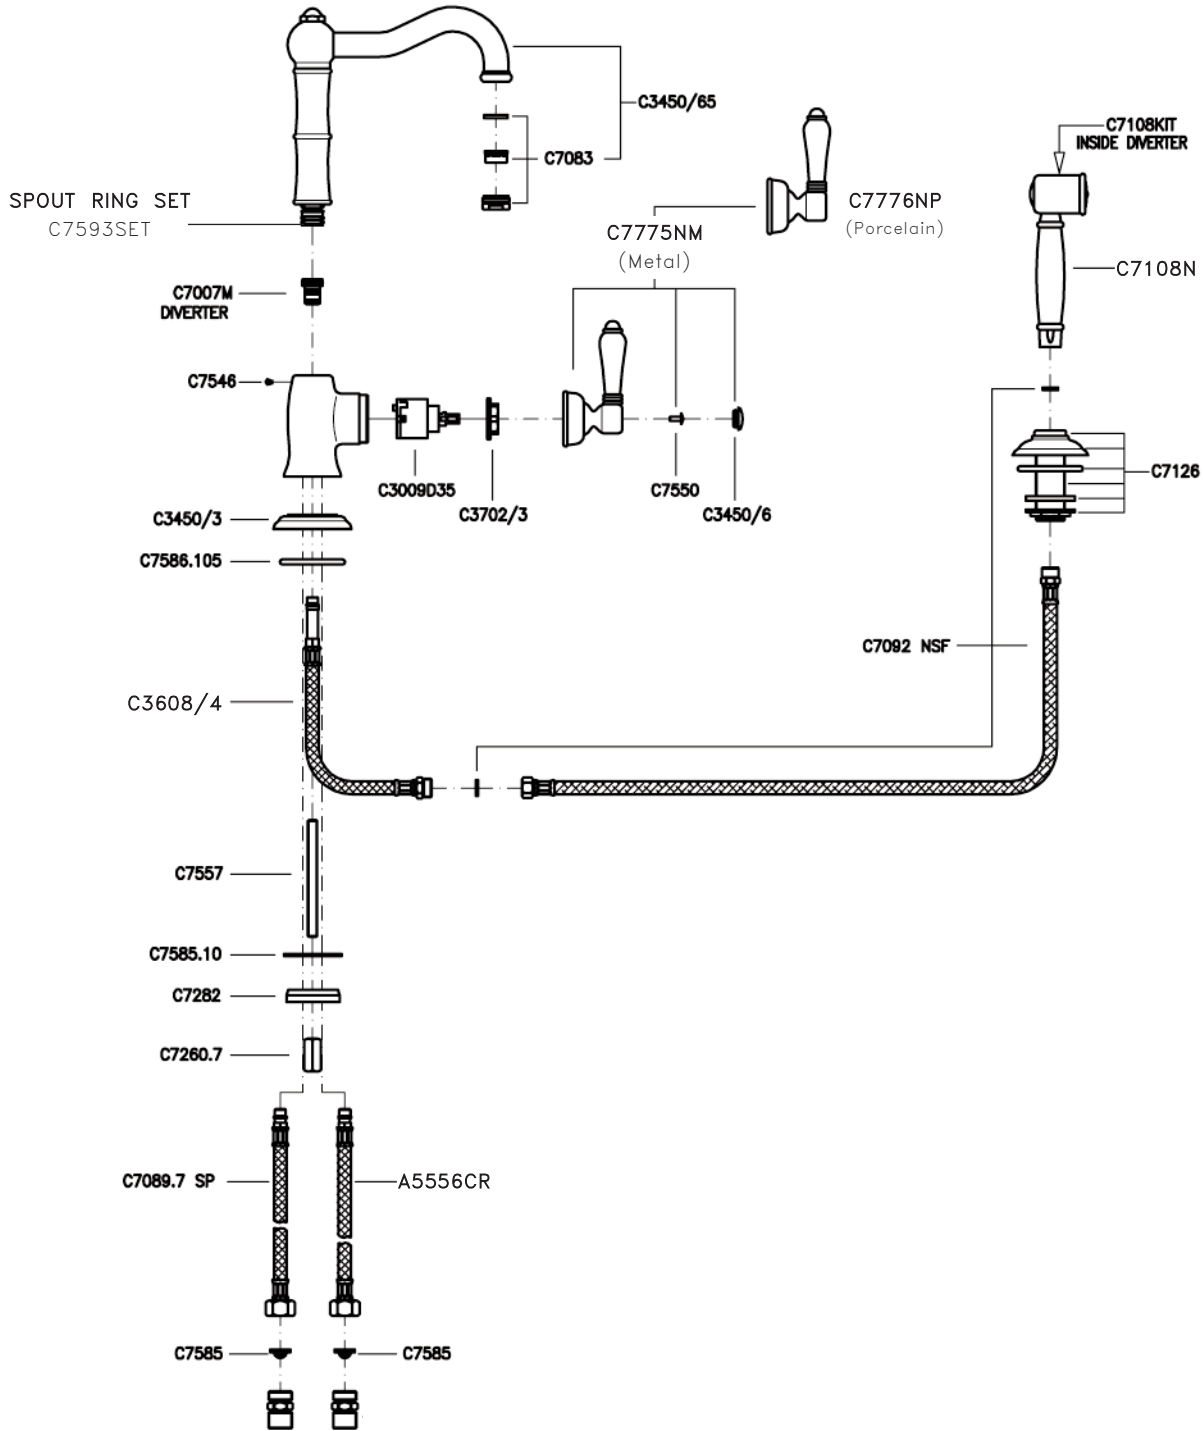 C3450/65
C7108KIT
INSIDE DIVERTER
C7083
SPOUT RING SET
C7593SET
C7776NP
(Porcelain)
C7775NM
(Metal)
C7108N
C7007M
DIVERTER
C7546
C7126
C3009D35
C7550
C3702/3
C3450/6
C3450/3
C7586.105
C7092 NSF
C3608/4
C7557
C7585.10
C7282
C7260.7
C7089.7 SP
A5556CR
C7585
C7585